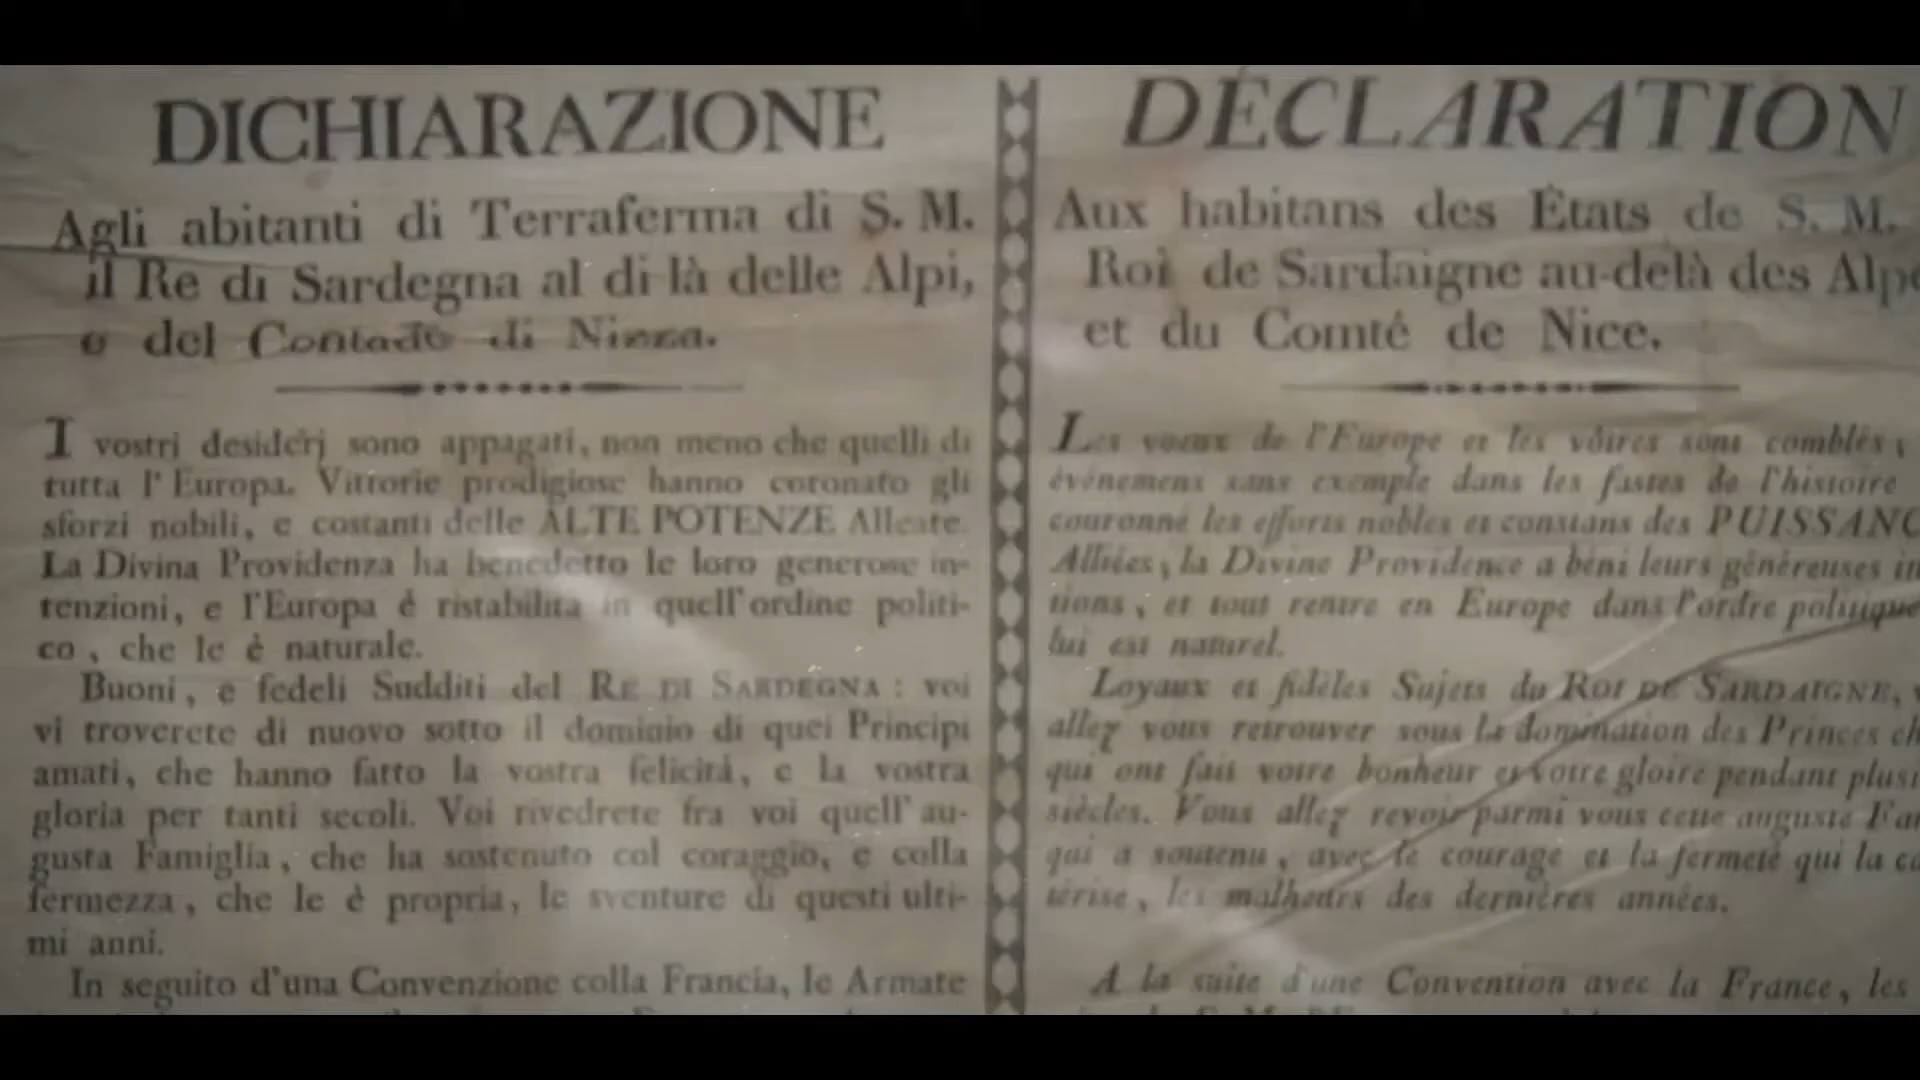 DICHIARAZIONE
Agli abitanti di Terraferma di S. M.
il Re di Sardegna al di là delle Alpi,
e del Contado di Nizza.
I vostri desiderj sono appagati, non meno che quelli di
tutta l'Europa. Vittorie prodigiose hanno coronato gli
sforzi nobili, e costanti delle ALTE POTENZE Alleate.
La Divina Providenza ha benedetto le loro generose in-
tenzioni, e l'Europa è ristabilita in quell'ordine politi-
co, che le è naturale.
Buoni, e fedeli Sudditi del RE DI SARDEGNA: voi
vi troverete di nuovo sotto il dominio di quei Principi
amati, che hanno fatto la vostra felicità, e la vostra
gloria per tanti secoli. Voi rivedrete fra voi quell'au-
gusta Famiglia, che ha sostenuto col coraggio, e colla
fermezza, che le è propria, le sventure di questi ulti-
mi anni.
In seguito d'una Convenzione colla Francia, le Armate
DÉCLARATION
Aux habitans des États de S. M.
Roi de Sardaigne au-delà des Alpe
et du Comté de Nice.
Les voeux de l'Europe et les vôtres sont comblés;
événemens sans exemple dans les fastes de l'histoire
couronné les efforts nobles et constans des PUISSANC
Alliées, la Divine Providence a béni leurs généreuses in
tions, et tout rentre en Europe dans l'ordre politique
lui est naturel.
Loyaux et fidèles Sujets du ROI DE SARDAIGNE, v
allez vous retrouver sous la domination des Princes ch
qui ont fait votre bonheur et votre gloire pendant plusi
siècles. Vous allez revoir parmi vous cette auguste Fa
qui a soutenu, avec le courage et la fermeté qui la ca
térise, les malheurs des dernières années.
A la suite d'une Convention avec la France, les